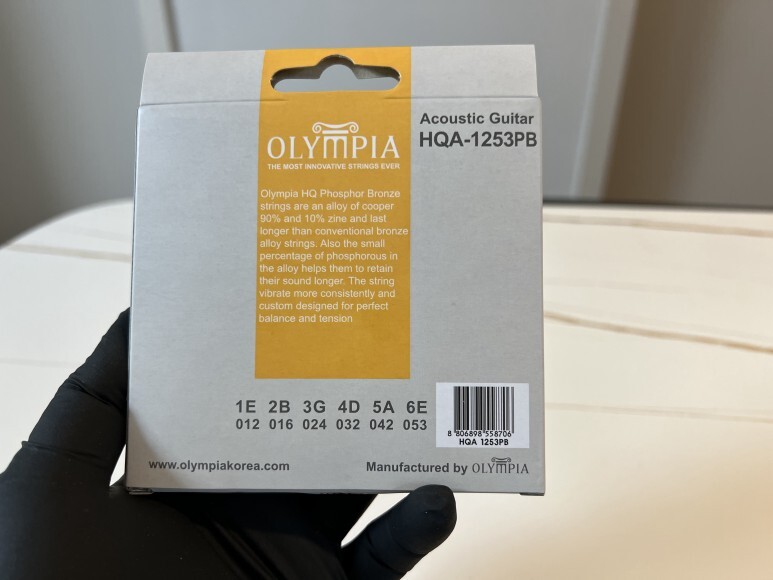 OLYMPIA
THE MOST INNOVATIVE STRINGS EVER
Acoustic Guitar
HQA-1253PB
Olympia HQ Phosphor Bronze
strings are an alloy of cooper
90% and 10% zine and last
longer than conventional bronze
alloy strings. Also the small
percentage of phosphorous in
the alloy helps them to retain
their sound longer. The string
vibrate more consistently and
custom designed for perfect
balance and tension
1E 2B 3G 4D 5A 6E
012 016 024 032 042 053
8 806898 558706
HQA 1253PB
www.olympiakorea.com
Manufactured by OLYMPIA